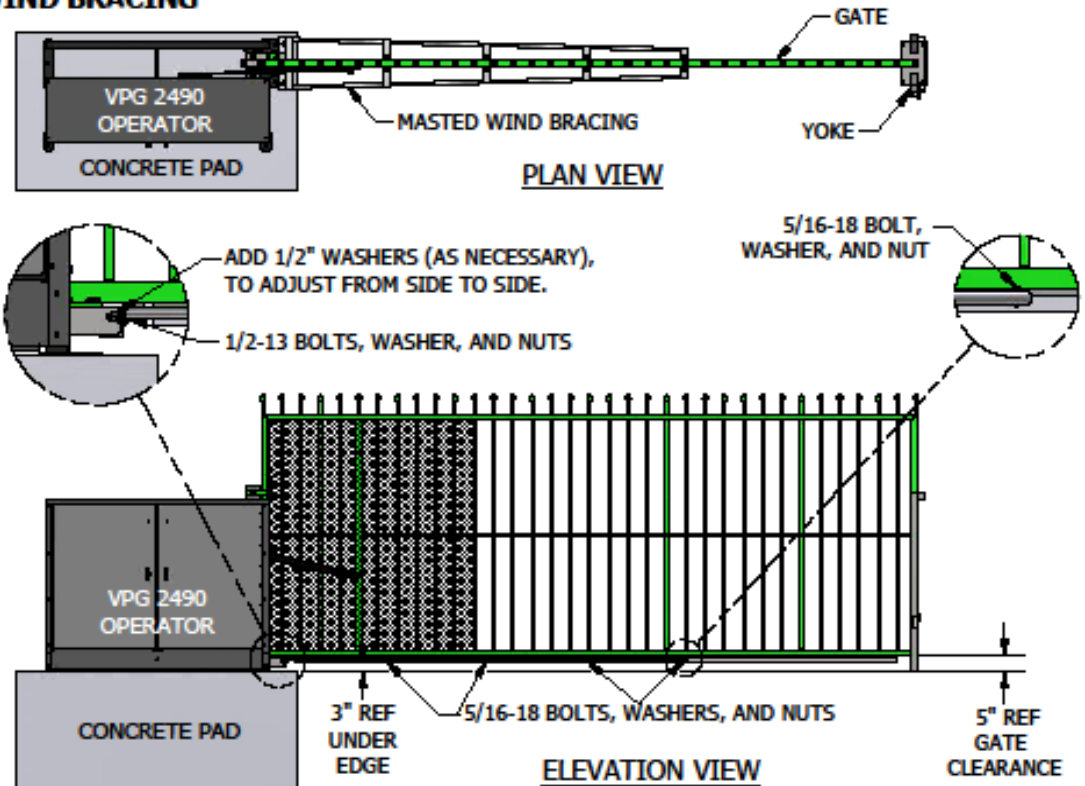 WIND BRACING
GATE
VPG 2490
OPERATOR
MASTED WIND BRACING
YOKE
CONCRETE PAD
PLAN VIEW
5/16-18 BOLT,
WASHER, AND NUT
ADD 1/2" WASHERS (AS NECESSARY),
TO ADJUST FROM SIDE TO SIDE.
1/2-13 BOLTS, WASHER, AND NUTS
VPG 2490
OPERATOR
CONCRETE PAD
3" REF
UNDER
EDGE
5/16-18 BOLTS, WASHERS, AND NUTS
5" REF
GATE
CLEARANCE
ELEVATION VIEW